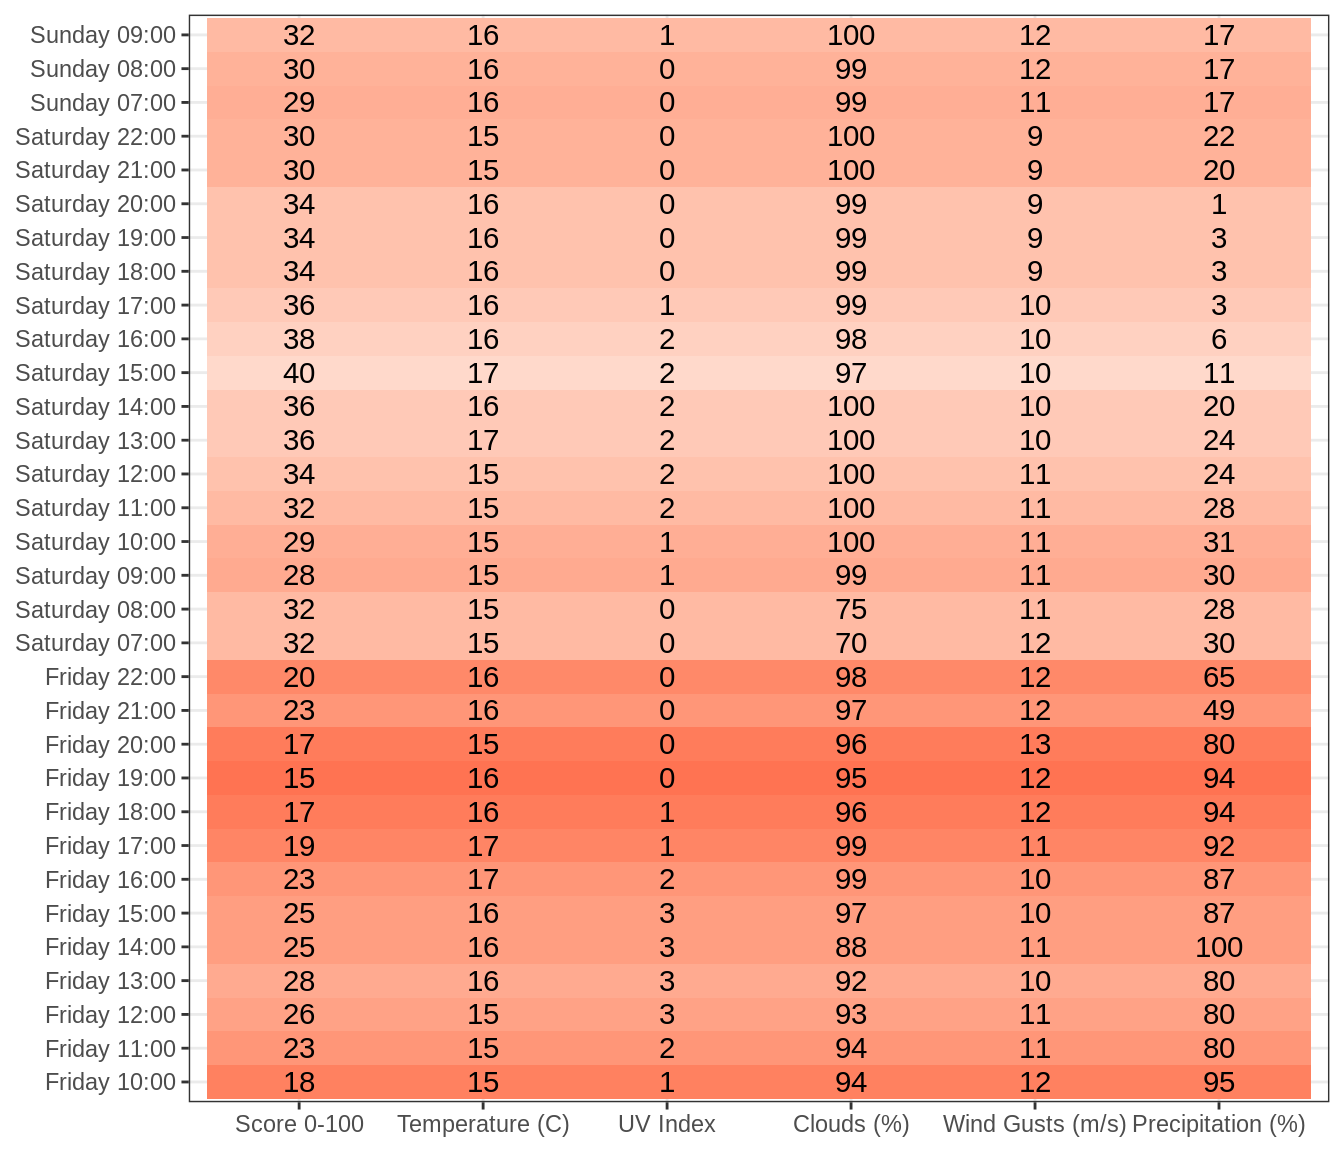 Sunday 09:00 32 16 1 100 12 17
Sunday 08:00 30 16 0 99 12 17
Sunday 07:00 29 16 0 99 11 17
Saturday 22:00 30 15 0 100 9 22
Saturday 21:00 30 15 0 100 9 20
Saturday 20:00 34 16 0 99 9 1
Saturday 19:00 34 16 0 99 9 3
Saturday 18:00 34 16 0 99 9 3
Saturday 17:00 36 16 1 99 10 3
Saturday 16:00 38 16 2 98 10 6
Saturday 15:00 40 17 2 97 10 11
Saturday 14:00 36 16 2 100 10 20
Saturday 13:00 36 17 2 100 10 24
Saturday 12:00 34 15 2 100 11 24
Saturday 11:00 32 15 2 100 11 28
Saturday 10:00 29 15 1 100 11 31
Saturday 09:00 28 15 1 99 11 30
Saturday 08:00 32 15 0 75 11 28
Saturday 07:00 32 15 0 70 12 30
Friday 22:00 20 16 0 98 12 65
Friday 21:00 23 16 0 97 12 49
Friday 20:00 17 15 0 96 13 80
Friday 19:00 15 16 0 95 12 94
Friday 18:00 17 16 1 96 12 94
Friday 17:00 19 17 1 99 11 92
Friday 16:00 23 17 2 99 10 87
Friday 15:00 25 16 3 97 10 87
Friday 14:00 25 16 3 88 11 100
Friday 13:00 28 16 3 92 10 80
Friday 12:00 26 15 3 93 11 80
Friday 11:00 23 15 2 94 11 80
Friday 10:00 18 15 1 94 12 95
Score 0-100 Temperature (C) UV Index Clouds (%) Wind Gusts (m/s) Precipitation (%)